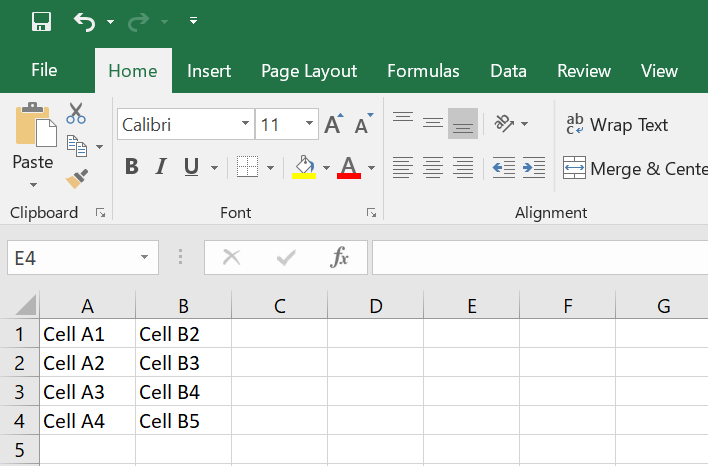 File Home Insert Page Layout Formulas Data Review View
Calibri 11 A A ab c Wrap Text
Paste B I U A Merge & Cente
Clipboard Font Alignment
E4 fx
A B C D E F G
1 Cell A1 Cell B2
2 Cell A2 Cell B3
3 Cell A3 Cell B4
4 Cell A4 Cell B5
5